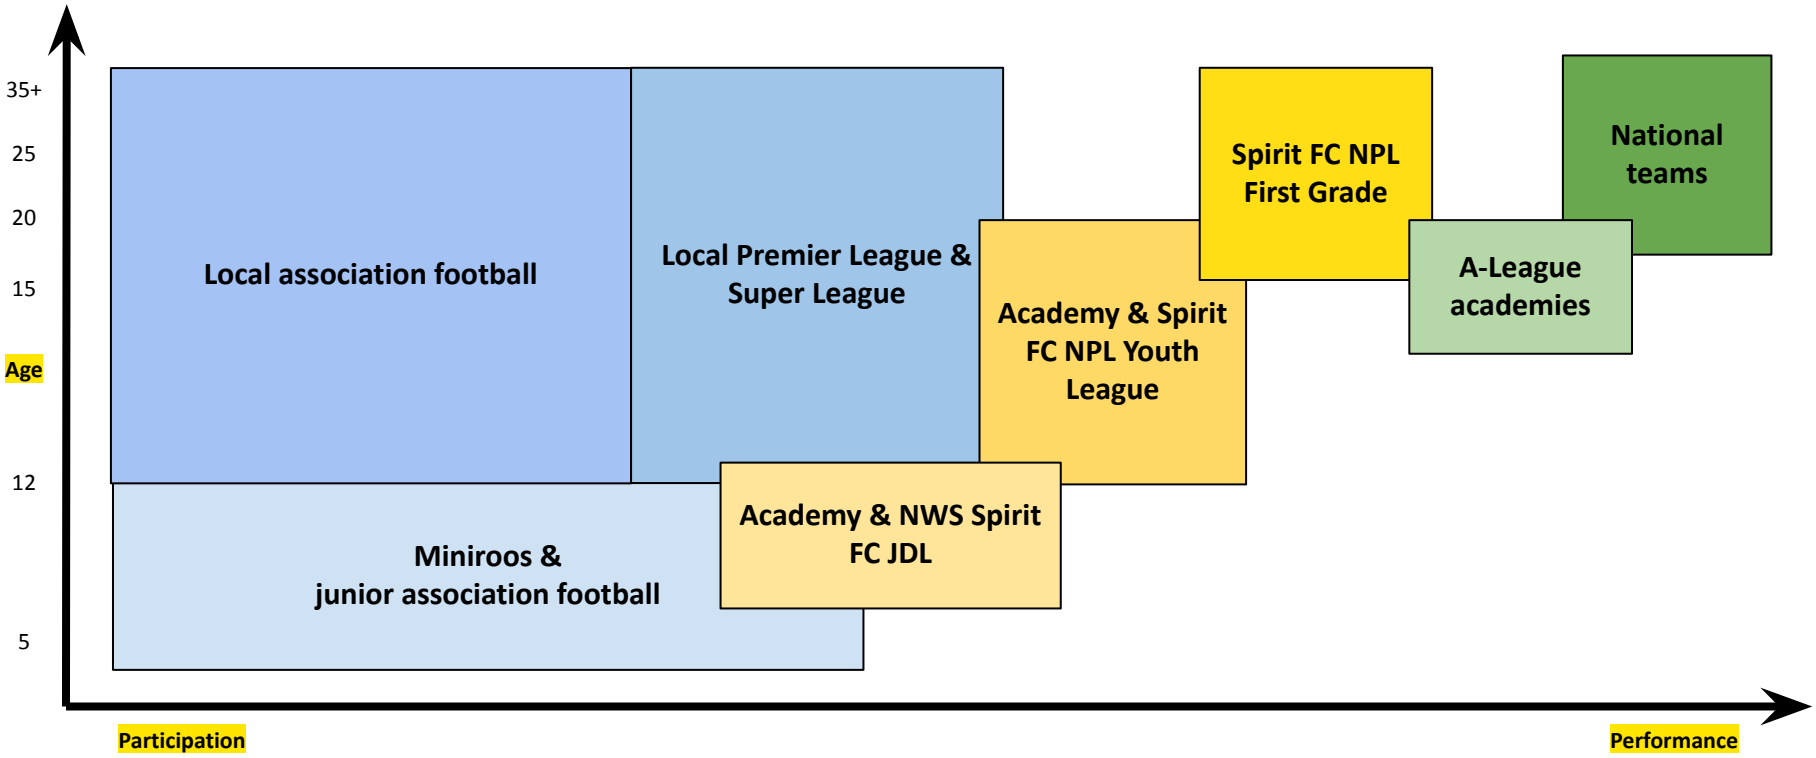 35+
25
20
15
Age
12
5
Local association football
Local Premier League &
Super League
Miniroos &
junior association football
Academy & NWS Spirit
FC JDL
Academy & Spirit
FC NPL Youth
League
Spirit FC NPL
First Grade
A-League
academies
National
teams
Participation
Performance